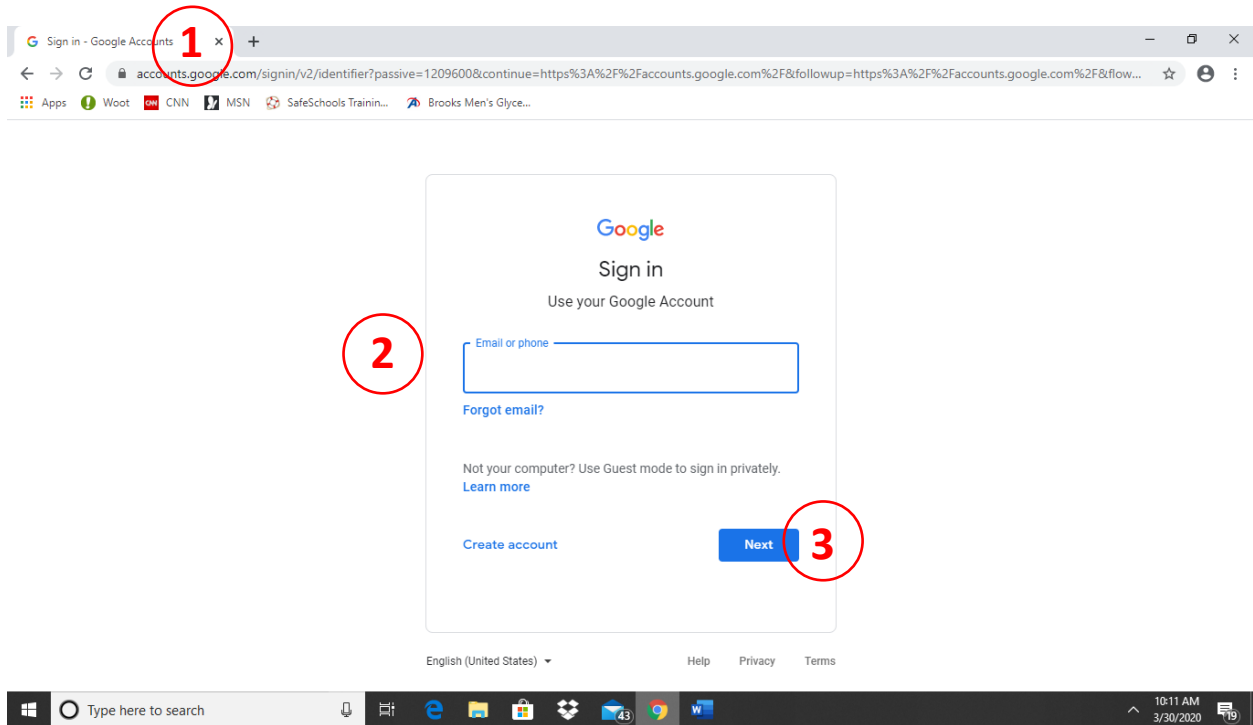 Sign in - Google Accounts
1
accounts.google.com/signin/v2/identifier?passive=1209600&continue=https%3A%2F%2Faccounts.google.com%2F&followup=https%3A%2F%2Faccounts.google.com%2F&flow...
Apps Woot CNN MSN SafeSchools Trainin... Brooks Men's Glyce...
Google
Sign in
Use your Google Account
2
Email or phone
Forgot email?
Not your computer? Use Guest mode to sign in privately.
Learn more
Create account Next 3
English (United States) Help Privacy Terms
Type here to search 43 10:11 AM
3/30/2020 19